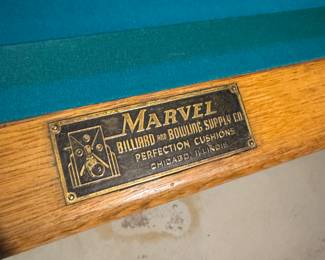 MARVEL
BILLIARD AND BOWLING SUPPLY CO
PERFECTION CUSHIONS
CHICAGO, ILLINOIS